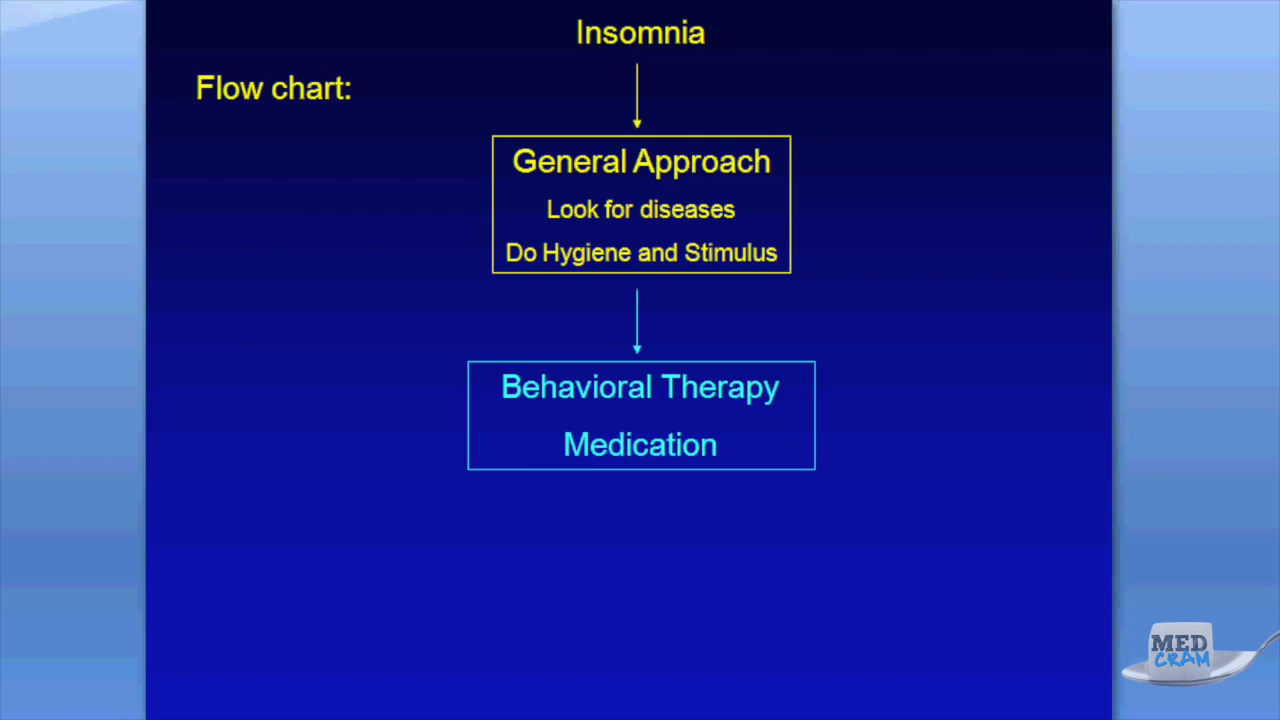 Insomnia
Flow chart:
General Approach
Look for diseases
Do Hygiene and Stimulus
Behavioral Therapy
Medication
MED
CRAM